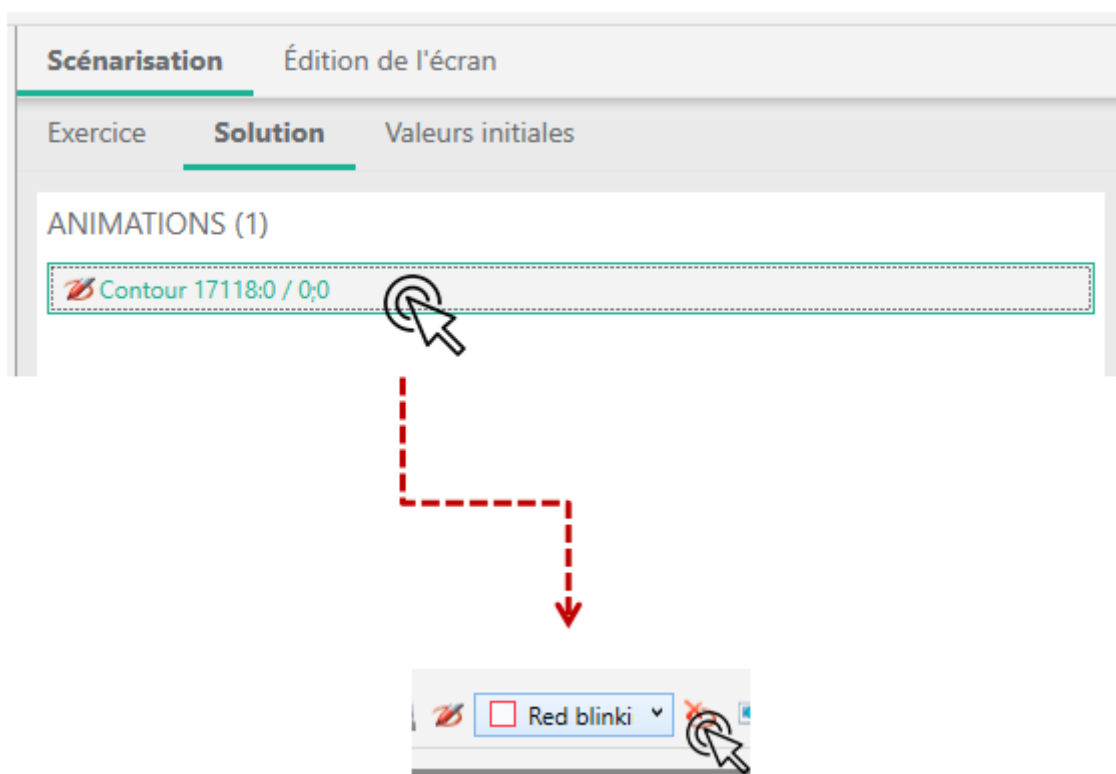 Scénarisation Édition de l'écran
Exercice Solution Valeurs initiales
ANIMATIONS (1)
Contour 17118:0 / 0;0
Red blinki